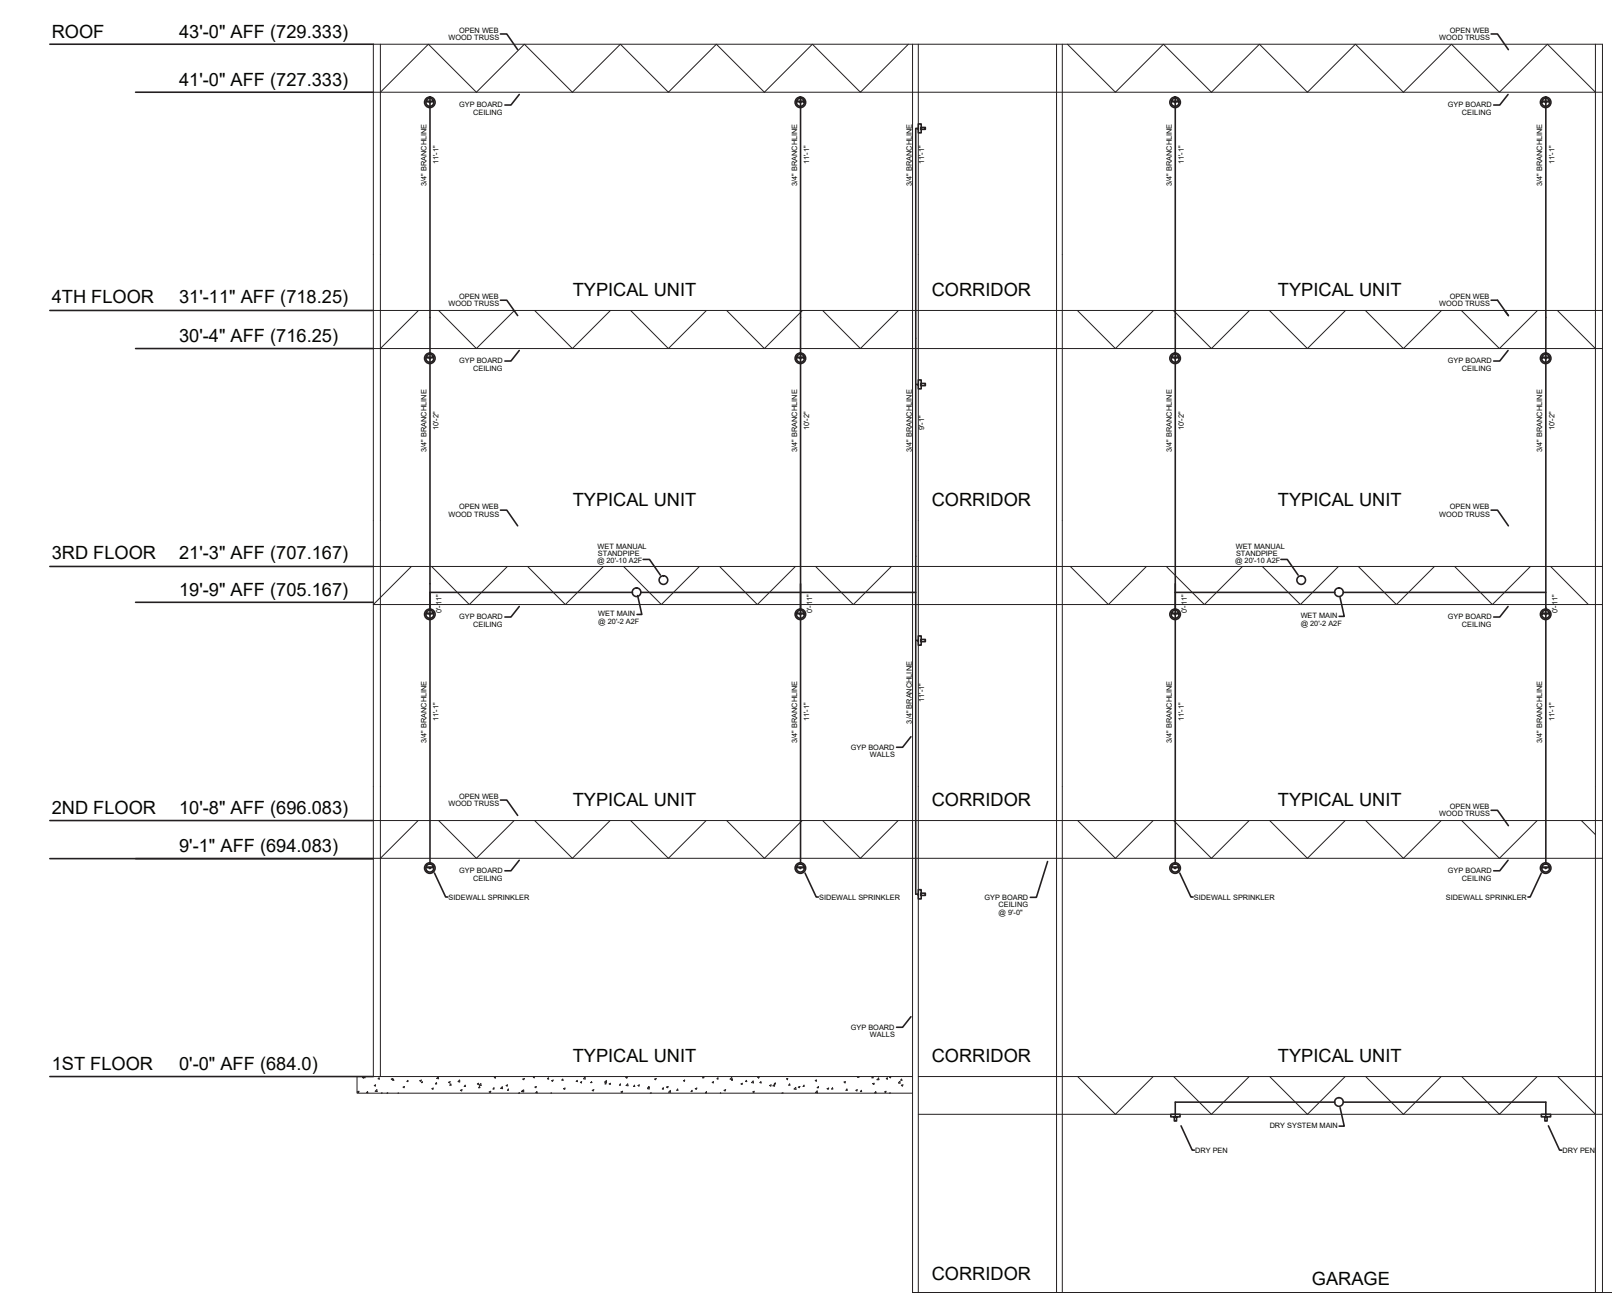 ROOF 43'-0" AFF (729.333)
OPEN WEB
WOOD TRUSS
OPEN WEB
WOOD TRUSS
41'-0" AFF (727.333)
GYP BOARD
CEILING
GYP BOARD
CEILING
3/4" BRANCHLINE
11'-1"
3/4" BRANCHLINE
11'-1"
3/4" BRANCHLINE
11'-1"
3/4" BRANCHLINE
11'-1"
3/4" BRANCHLINE
11'-1"
TYPICAL UNIT
CORRIDOR
TYPICAL UNIT
4TH FLOOR 31'-11" AFF (718.25)
OPEN WEB
WOOD TRUSS
OPEN WEB
WOOD TRUSS
30'-4" AFF (716.25)
GYP BOARD
CEILING
GYP BOARD
CEILING
3/4" BRANCHLINE
10'-2"
3/4" BRANCHLINE
10'-2"
3/4" BRANCHLINE
9'-1"
3/4" BRANCHLINE
10'-2"
3/4" BRANCHLINE
10'-2"
TYPICAL UNIT
CORRIDOR
TYPICAL UNIT
OPEN WEB
WOOD TRUSS
OPEN WEB
WOOD TRUSS
3RD FLOOR 21'-3" AFF (707.167)
WET MANUAL
STANDPIPE
@ 20'-10 A2F
WET MANUAL
STANDPIPE
@ 20'-10 A2F
19'-9" AFF (705.167)
0'-11"
0'-11"
0'-11"
0'-11"
GYP BOARD
CEILING
WET MAIN
@ 20'-2 A2F
WET MAIN
@ 20'-2 A2F
GYP BOARD
CEILING
3/4" BRANCHLINE
11'-1"
3/4" BRANCHLINE
11'-1"
3/4" BRANCHLINE
11'-1"
3/4" BRANCHLINE
11'-1"
3/4" BRANCHLINE
11'-1"
GYP BOARD
WALLS
TYPICAL UNIT
CORRIDOR
TYPICAL UNIT
2ND FLOOR 10'-8" AFF (696.083)
OPEN WEB
WOOD TRUSS
OPEN WEB
WOOD TRUSS
9'-1" AFF (694.083)
GYP BOARD
CEILING
GYP BOARD
CEILING
SIDEWALL SPRINKLER
SIDEWALL SPRINKLER
GYP BOARD
CEILING
@ 9'-0"
SIDEWALL SPRINKLER
SIDEWALL SPRINKLER
GYP BOARD
WALLS
TYPICAL UNIT
CORRIDOR
TYPICAL UNIT
1ST FLOOR 0'-0" AFF (684.0)
DRY SYSTEM MAIN
DRY PEN
DRY PEN
CORRIDOR
GARAGE